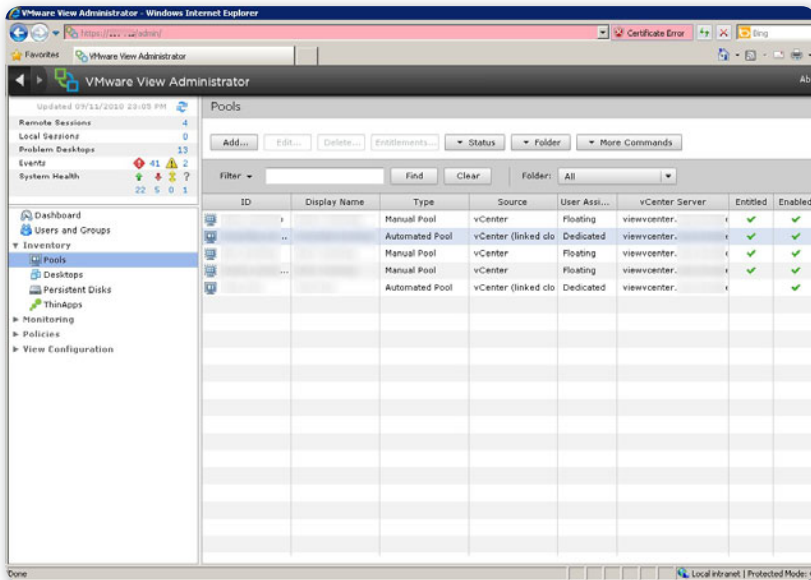 VMware View Administrator - Windows Internet Explorer
/admin/
Certificate Error
Bing
Favorites
VMware View Administrator
VMware View Administrator
Ab
Updated 09/11/2010 23:05 PM
Remote Sessions 4
Local Sessions 0
Problem Desktops 13
Events 41 2
System Health ?
22 5 0 1
Dashboard
Users and Groups
Inventory
Pools
Desktops
Persistent Disks
ThinApps
Monitoring
Policies
View Configuration
Pools
Add... Edit... Delete... Entitlements... Status Folder More Commands
Filter Find Clear Folder: All
ID Display Name Type Source User Assi... vCenter Server Entitled Enabled
Manual Pool vCenter Floating viewvcenter.
.. Automated Pool vCenter (linked clo Dedicated viewvcenter.
Manual Pool vCenter Floating viewvcenter.
... Manual Pool vCenter Floating viewvcenter.
Automated Pool vCenter (linked clo Dedicated viewvcenter.
Done
Local intranet | Protected Mode: